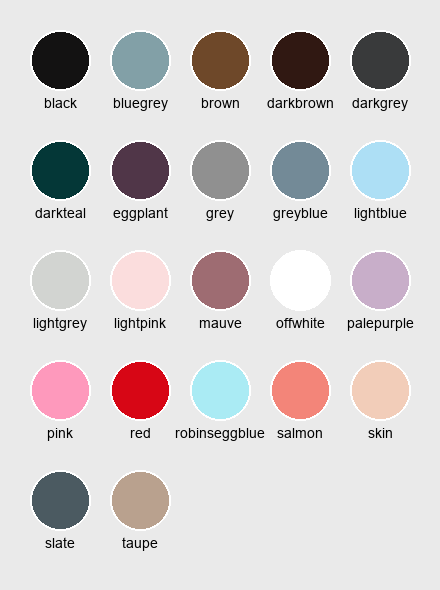 black bluegrey brown darkbrown darkgrey
darkteal eggplant grey greyblue lightblue
lightgrey lightpink mauve offwhite palepurple
pink red robinseggblue salmon skin
slate taupe